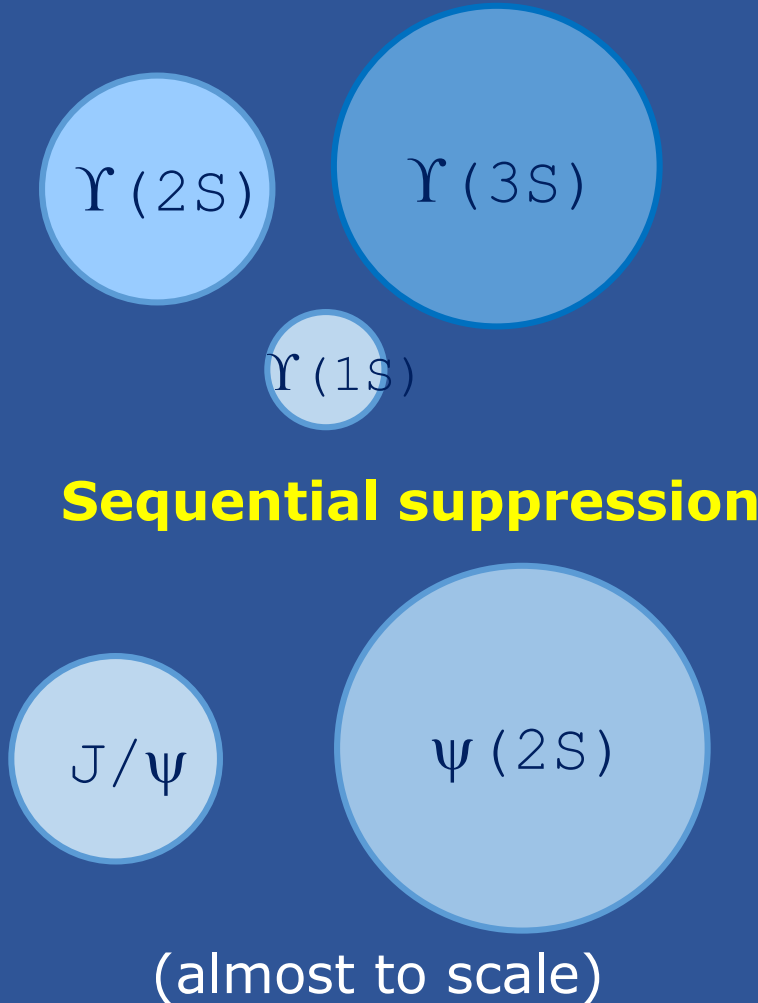 ϒ(2S)
ϒ(3S)
ϒ(1S)
Sequential suppression
J/ψ
ψ(2S)
(almost to scale)